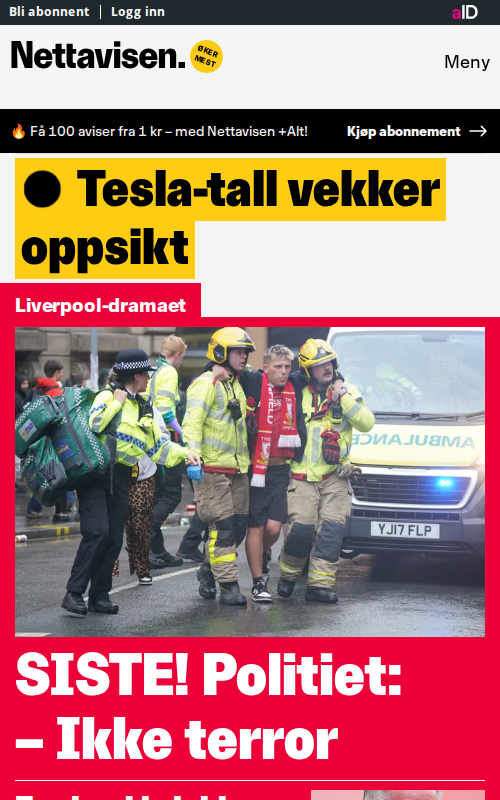 Bli abonnent | Logg inn
aID
Nettavisen.
ØKER
MEST
Meny
🔥 Få 100 aviser fra 1 kr – med Nettavisen +Alt!
Kjøp abonnement →
Tesla-tall vekker
oppsikt
Liverpool-dramaet
AMBULANCE
YJ17 FLP
SISTE! Politiet:
– Ikke terror